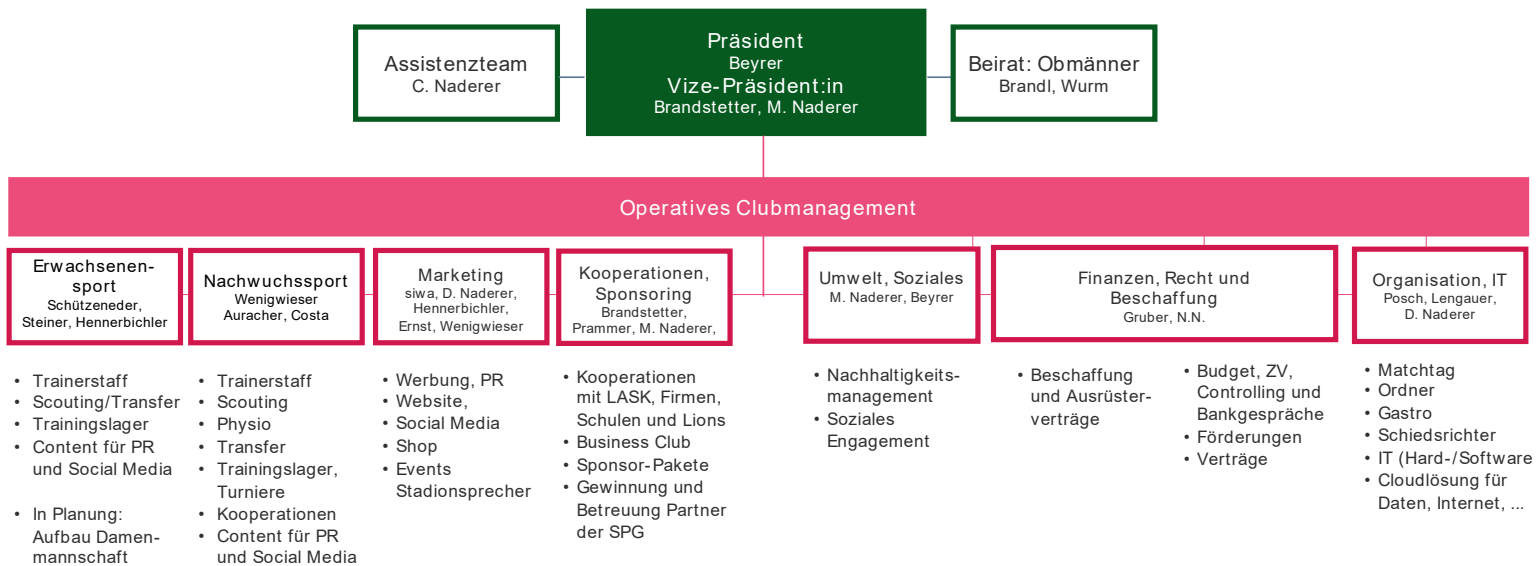 Assistenzteam
C. Naderer
Präsident
Beyrer
Vize-Präsident:in
Brandstetter, M. Naderer
Beirat: Obmänner
Brandl, Wurm
Operatives Clubmanagement
Erwachsenen-
sport
Schützeneder,
Steiner, Hennerbichler
• Trainerstaff
• Scouting/Transfer
• Trainingslager
• Content für PR
und Social Media
• In Planung:
Aufbau Damen-
mannschaft
Nachwuchssport
Wenigwieser
Auracher, Costa
• Trainerstaff
• Scouting
• Physio
• Transfer
• Trainingslager,
Turniere
• Kooperationen
• Content für PR
und Social Media
Marketing
siwa, D. Naderer,
Hennerbichler,
Ernst, Wenigwieser
• Werbung, PR
• Website,
• Social Media
• Shop
• Events
Stadionsprecher
Kooperationen,
Sponsoring
Brandstetter,
Prammer, M. Naderer,
• Kooperationen
mit LASK, Firmen,
Schulen und Lions
• Business Club
• Sponsor-Pakete
• Gewinnung und
Betreuung Partner
der SPG
Umwelt, Soziales
M. Naderer, Beyrer
• Nachhaltigkeits-
management
• Soziales
Engagement
Finanzen, Recht und
Beschaffung
Gruber, N.N.
• Beschaffung
und Ausrüster-
verträge
• Budget, ZV,
Controlling und
Bankgespräche
• Förderungen
• Verträge
Organisation, IT
Posch, Lengauer,
D. Naderer
• Matchtag
• Ordner
• Gastro
• Schiedsrichter
• IT (Hard-/Software
• Cloudlösung für
Daten, Internet, ...